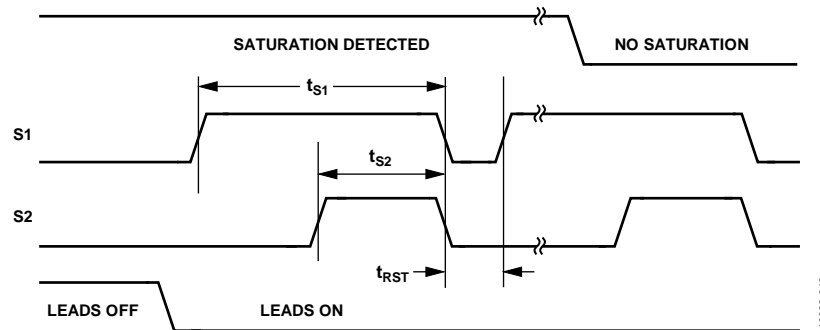 SATURATION DETECTED
NO SATURATION
tS1
S1
tS2
S2
tRST
LEADS OFF
LEADS ON